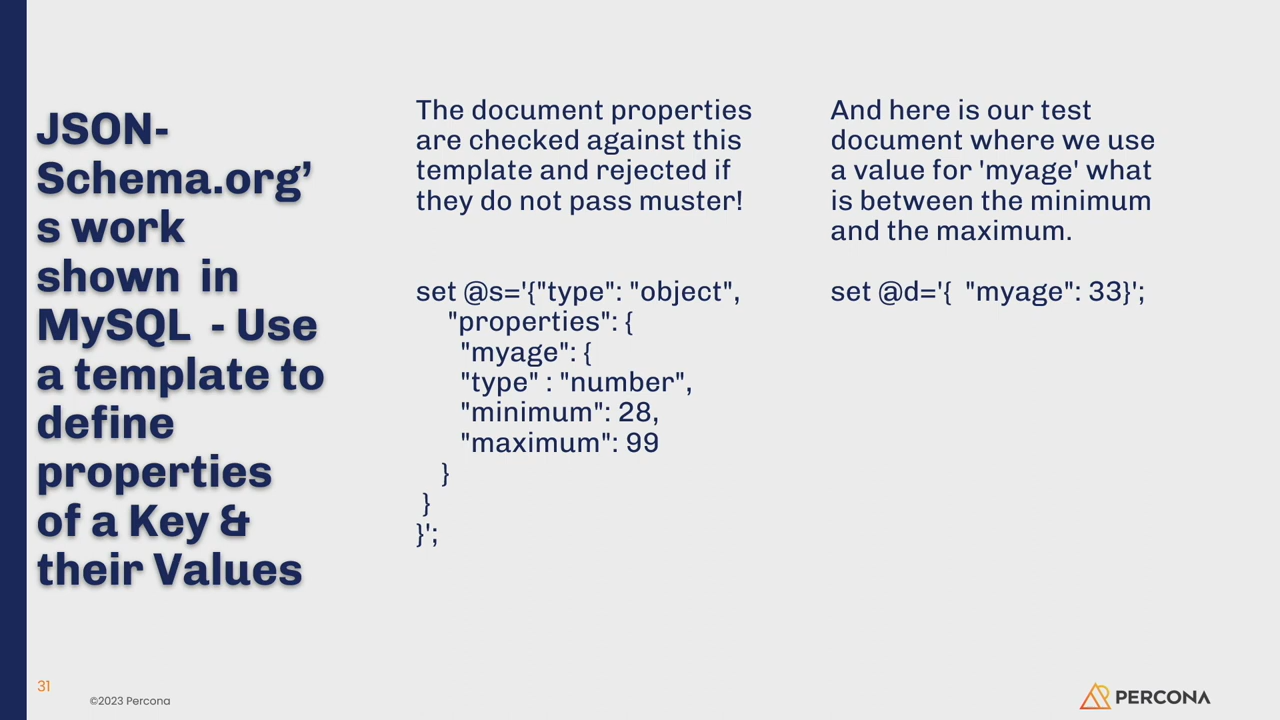 JSON-
Schema.org’
s work
shown  in
MySQL  - Use
a template to
define
properties
of a Key &
their Values
The document properties
are checked against this
template and rejected if
they do not pass muster!
set @s='{"type": "object",
"properties": {
"myage": {
"type" : "number",
"minimum": 28,
"maximum": 99
}
}
}';
And here is our test
document where we use
a value for 'myage' what
is between the minimum
and the maximum.
set @d='{  "myage": 33}';
31
©2023 Percona
PERCONA